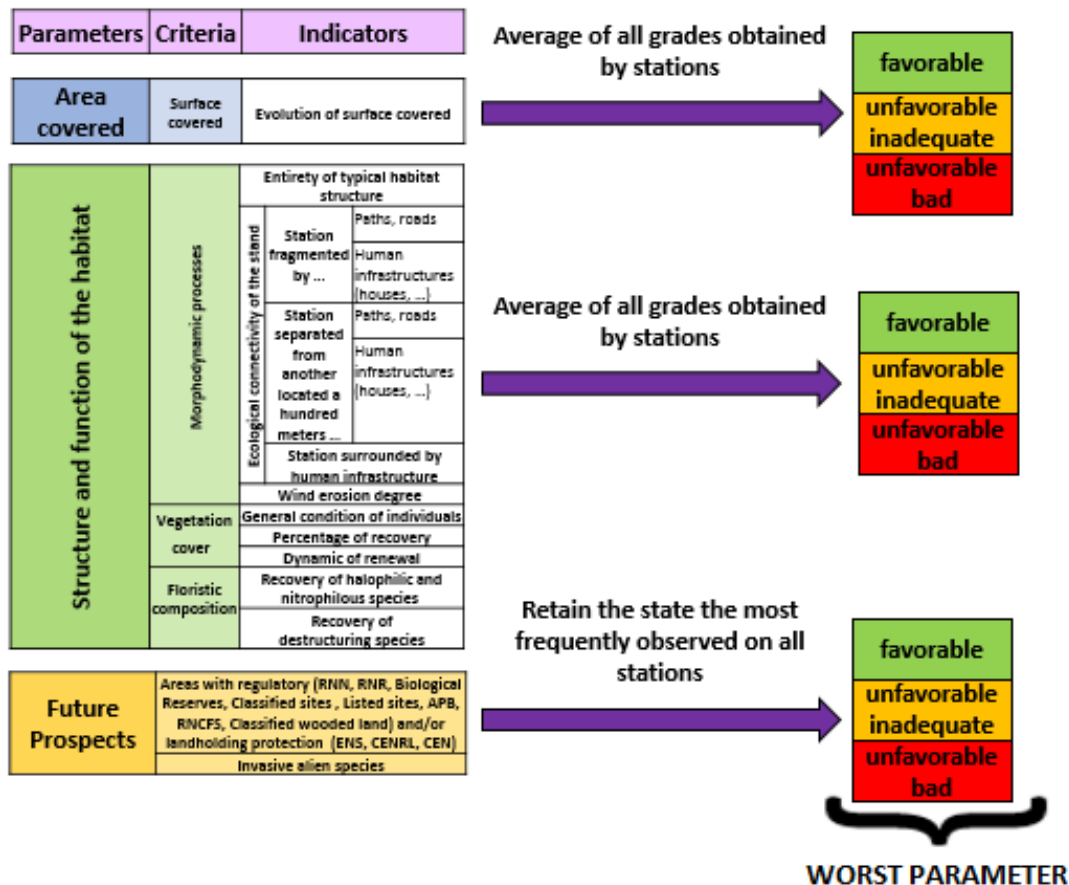 Parameters Criteria Indicators
Average of all grades obtained
by stations
Area
covered
Surface
covered
Evolution of surface covered
favorable
unfavorable
inadequate
unfavorable
bad
Structure and function of the habitat
Morphodynamic processes
Entirety of typical habitat
structure
Ecological connectivity of the stand
Station
fragmented
by ...
Paths, roads
Human
infrastructures
(houses, ...)
Station
separated
from
another
located a
hundred
meters ...
Paths, roads
Human
infrastructures
(houses, ...)
Station surrounded by
human infrastructure
Wind erosion degree
Vegetation
cover
General condition of individuals
Percentage of recovery
Dynamic of renewal
Floristic
composition
Recovery of halophilic and
nitrophilous species
Recovery of
destructuring species
Average of all grades obtained
by stations
favorable
unfavorable
inadequate
unfavorable
bad
Future
Prospects
Areas with regulatory (RNN, RNR, Biological
Reserves, Classified sites , Listed sites, APB,
RNCFS, Classified wooded land) and/or
landholding protection (ENS, CENRL, CEN)
Invasive alien species
Retain the state the most
frequently observed on all
stations
favorable
unfavorable
inadequate
unfavorable
bad
WORST PARAMETER